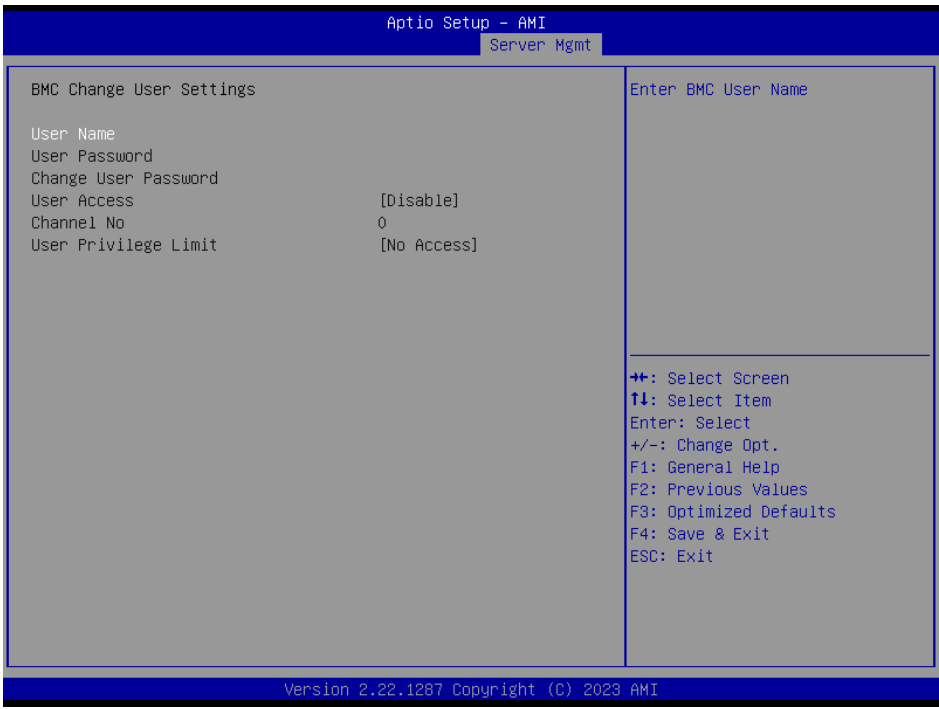 Aptio Setup – AMI
Server Mgmt
BMC Change User Settings
User Name
User Password
Change User Password
User Access [Disable]
Channel No 0
User Privilege Limit [No Access]
Enter BMC User Name
→←: Select Screen
↑↓: Select Item
Enter: Select
+/-: Change Opt.
F1: General Help
F2: Previous Values
F3: Optimized Defaults
F4: Save & Exit
ESC: Exit
Version 2.22.1287 Copyright (C) 2023 AMI